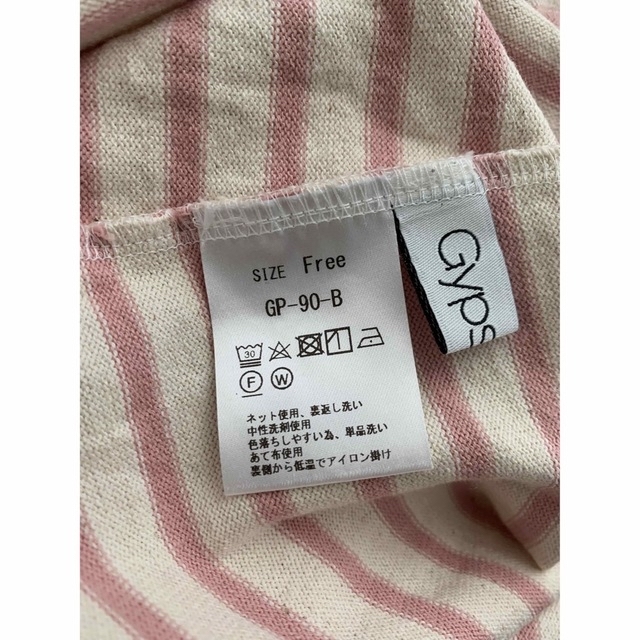 SIZE Free
GP-90-B
30
F W
ネット使用、裏返し洗い
中性洗剤使用
色落ちしやすい為、単品洗い
あて布使用
裏側から低温でアイロン掛け
Gyps